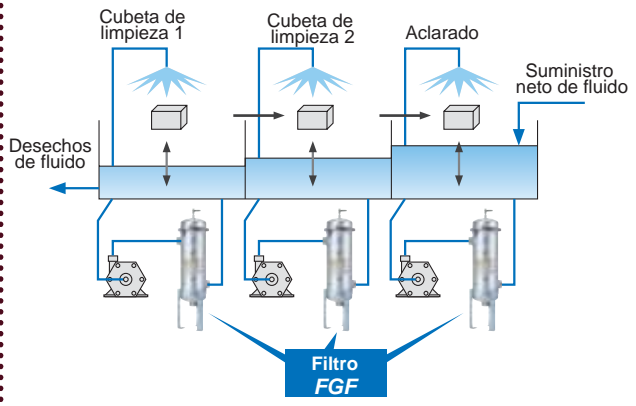 Cubeta de
limpieza 1
Cubeta de
limpieza 2
Aclarado
Suministro
neto de fluido
Desechos
de fluido
Filtro
FGF